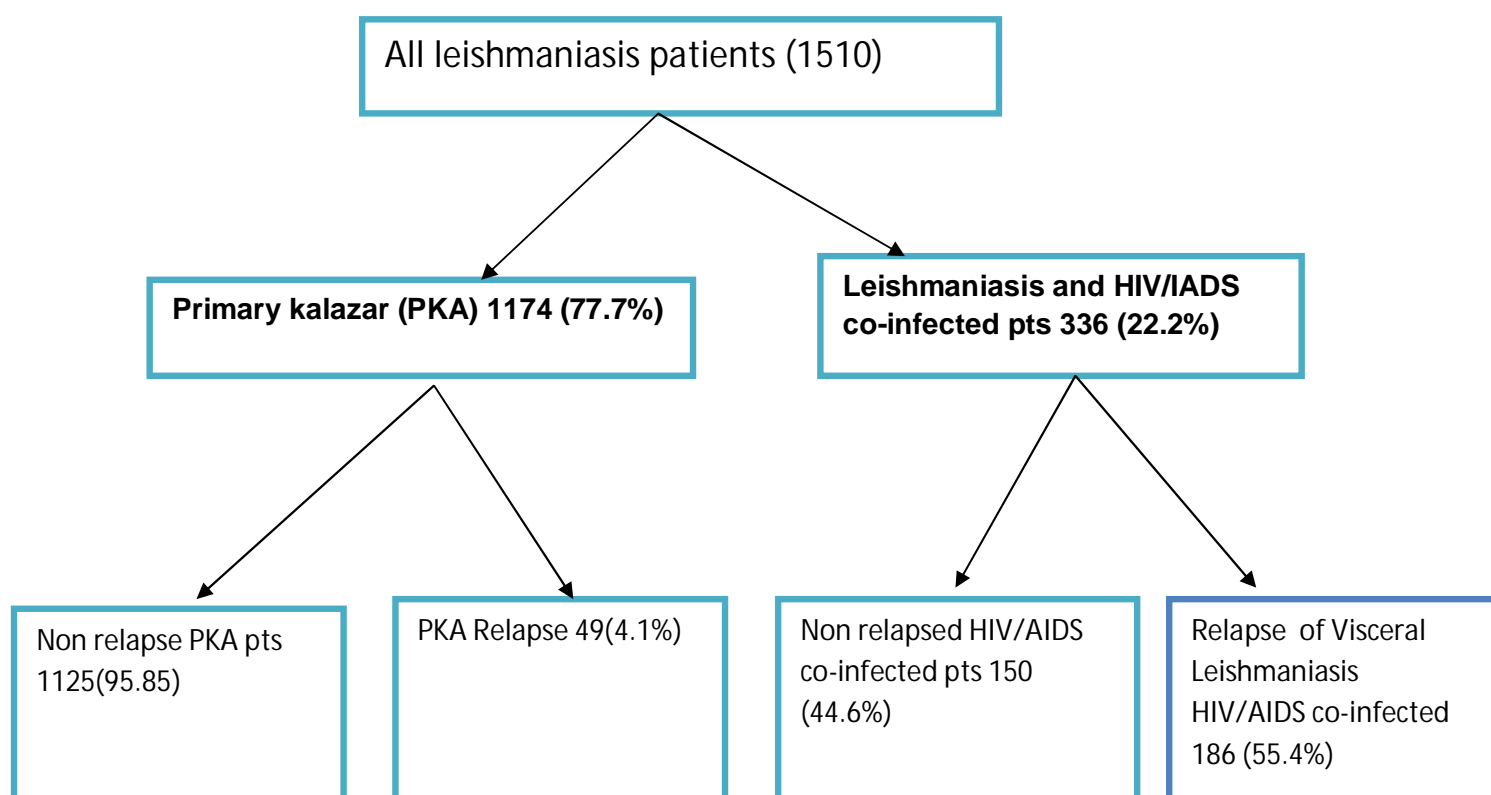 All leishmaniasis patients (1510)
Primary kalazar (PKA) 1174 (77.7%)
Leishmaniasis and HIV/IADS
co-infected pts 336 (22.2%)
Non relapse PKA pts
1125(95.85)
PKA Relapse 49(4.1%)
Non relapsed HIV/AIDS
co-infected pts 150
(44.6%)
Relapse of Visceral
Leishmaniasis
HIV/AIDS co-infected
186 (55.4%)